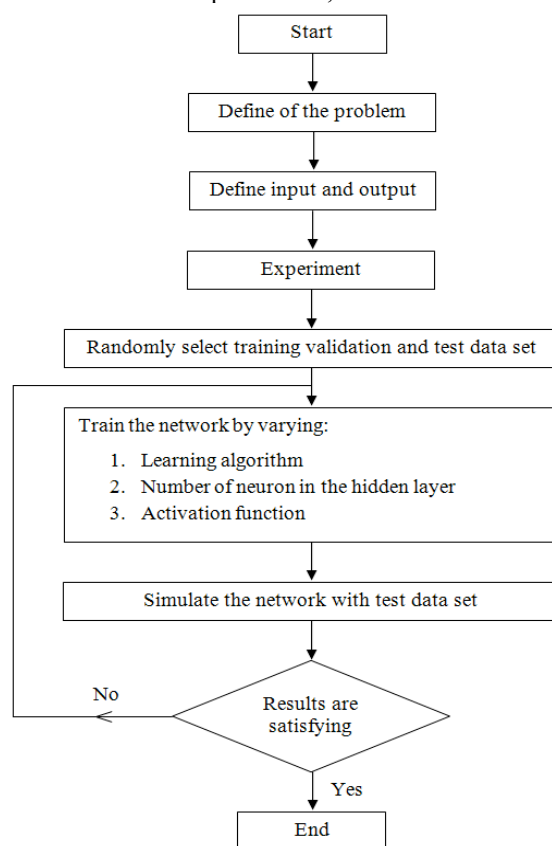 Start
Define of the problem
Define input and output
Experiment
Randomly select training validation and test data set
Train the network by varying:
1. Learning algorithm
2. Number of neuron in the hidden layer
3. Activation function
Simulate the network with test data set
No
Results are
satisfying
Yes
End